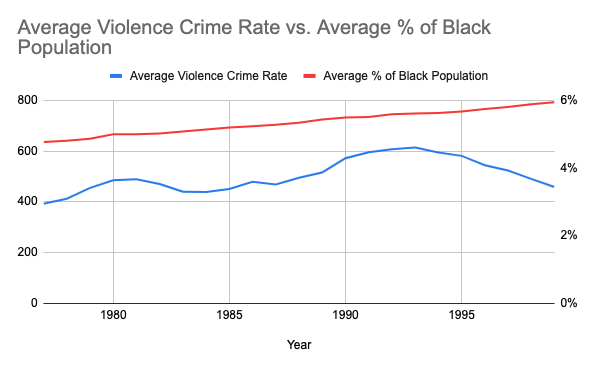 Average Violence Crime Rate vs. Average % of Black
Population
Average Violence Crime Rate
Average % of Black Population
800
600
400
200
0
6%
4%
2%
0%
1980
1985
1990
1995
Year